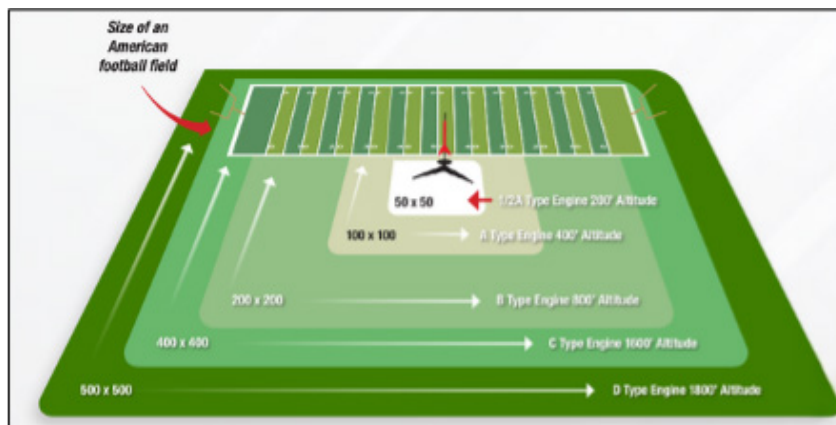 Size of an
American
football field
50 x 50
1/2A Type Engine 200' Altitude
100 x 100
A Type Engine 400' Altitude
200 x 200
B Type Engine 800' Altitude
400 x 400
C Type Engine 1600' Altitude
500 x 500
D Type Engine 1800' Altitude